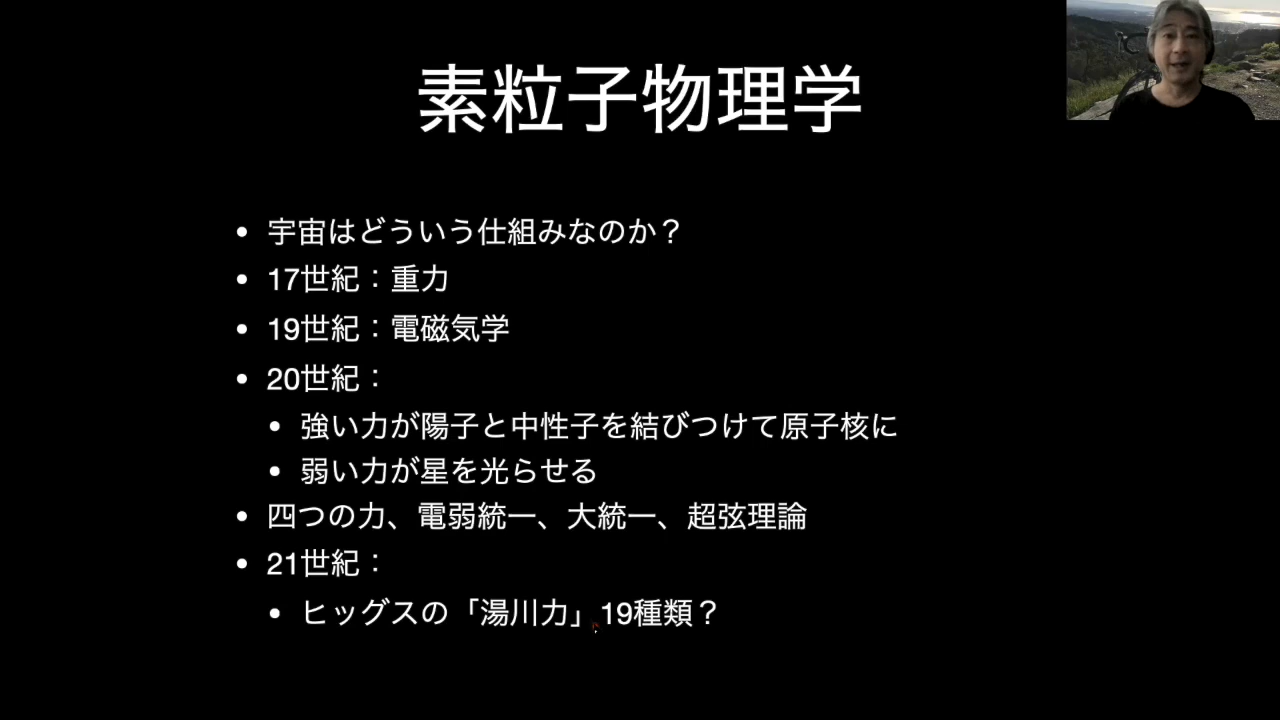 素粒子物理学
• 宇宙はどういう仕組みなのか？
• 17世紀：重力
• 19世紀：電磁気学
• 20世紀：
• 強い力が陽子と中性子を結びつけて原子核に
• 弱い力が星を光らせる
• 四つの力、電弱統一、大統一、超弦理論
• 21世紀：
• ヒッグスの「湯川力」19種類？